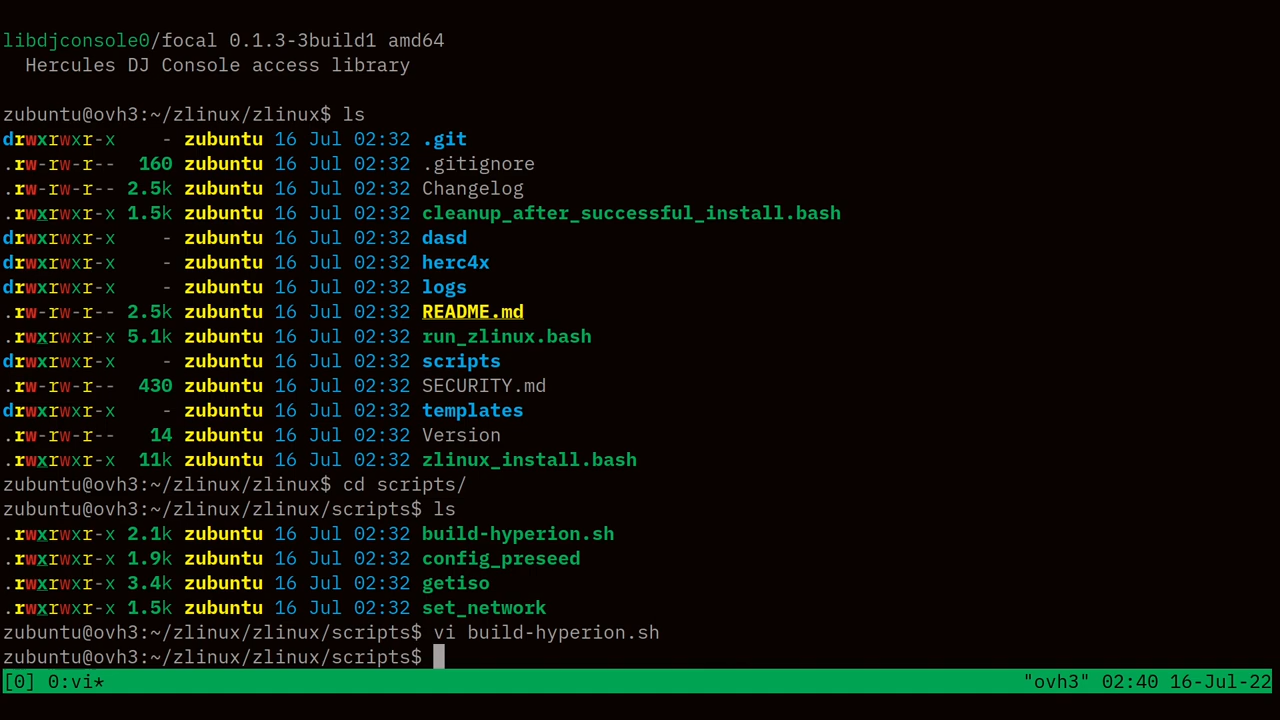 libdjconsole0/focal 0.1.3-3build1 amd64
  Hercules DJ Console access library

zubuntu@ovh3:~/zlinux/zlinux$ ls
drwxrwxr-x    - zubuntu 16 Jul 02:32 .git
.rw-rw-r--  160 zubuntu 16 Jul 02:32 .gitignore
.rw-rw-r-- 2.5k zubuntu 16 Jul 02:32 Changelog
.rwxrwxr-x 1.5k zubuntu 16 Jul 02:32 cleanup_after_successful_install.bash
drwxrwxr-x    - zubuntu 16 Jul 02:32 dasd
drwxrwxr-x    - zubuntu 16 Jul 02:32 herc4x
drwxrwxr-x    - zubuntu 16 Jul 02:32 logs
.rw-rw-r-- 2.5k zubuntu 16 Jul 02:32 README.md
.rwxrwxr-x 5.1k zubuntu 16 Jul 02:32 run_zlinux.bash
drwxrwxr-x    - zubuntu 16 Jul 02:32 scripts
.rw-rw-r--  430 zubuntu 16 Jul 02:32 SECURITY.md
drwxrwxr-x    - zubuntu 16 Jul 02:32 templates
.rw-rw-r--   14 zubuntu 16 Jul 02:32 Version
.rwxrwxr-x  11k zubuntu 16 Jul 02:32 zlinux_install.bash
zubuntu@ovh3:~/zlinux/zlinux$ cd scripts/
zubuntu@ovh3:~/zlinux/zlinux/scripts$ ls
.rwxrwxr-x 2.1k zubuntu 16 Jul 02:32 build-hyperion.sh
.rwxrwxr-x 1.9k zubuntu 16 Jul 02:32 config_preseed
.rwxrwxr-x 3.4k zubuntu 16 Jul 02:32 getiso
.rwxrwxr-x 1.5k zubuntu 16 Jul 02:32 set_network
zubuntu@ovh3:~/zlinux/zlinux/scripts$ vi build-hyperion.sh
zubuntu@ovh3:~/zlinux/zlinux/scripts$
[0] 0:vi* "ovh3" 02:40 16-Jul-22